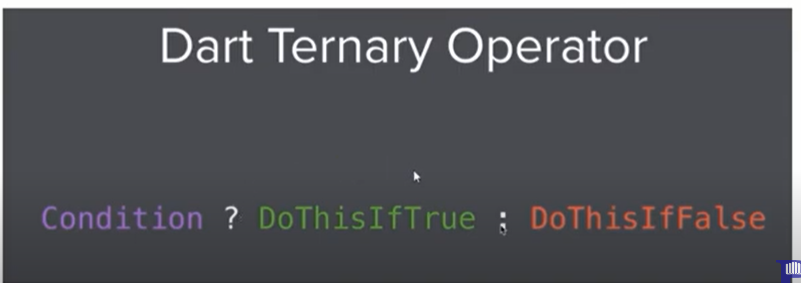 Dart Ternary Operator
Condition ? DoThisIfTrue : DoThisIfFalse